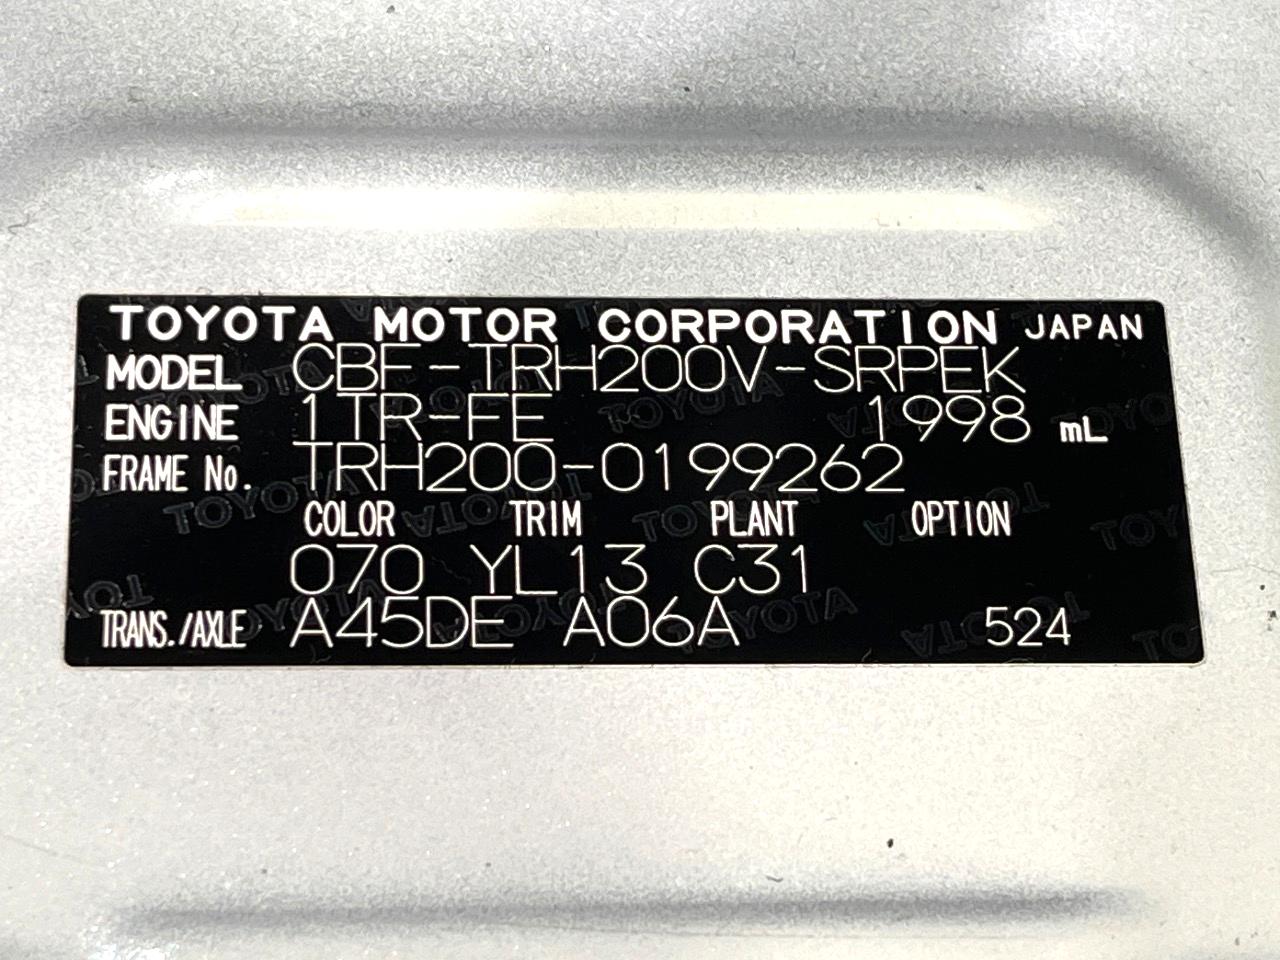 TOYOTA MOTOR CORPORATION JAPAN
MODEL CBF-TRH200V-SRPEK
ENGINE 1TR-FE 1998 mL
FRAME No. TRH200-0199262
COLOR TRIM PLANT OPTION
070 YL13 C31
TRANS./AXLE A45DE A06A 524